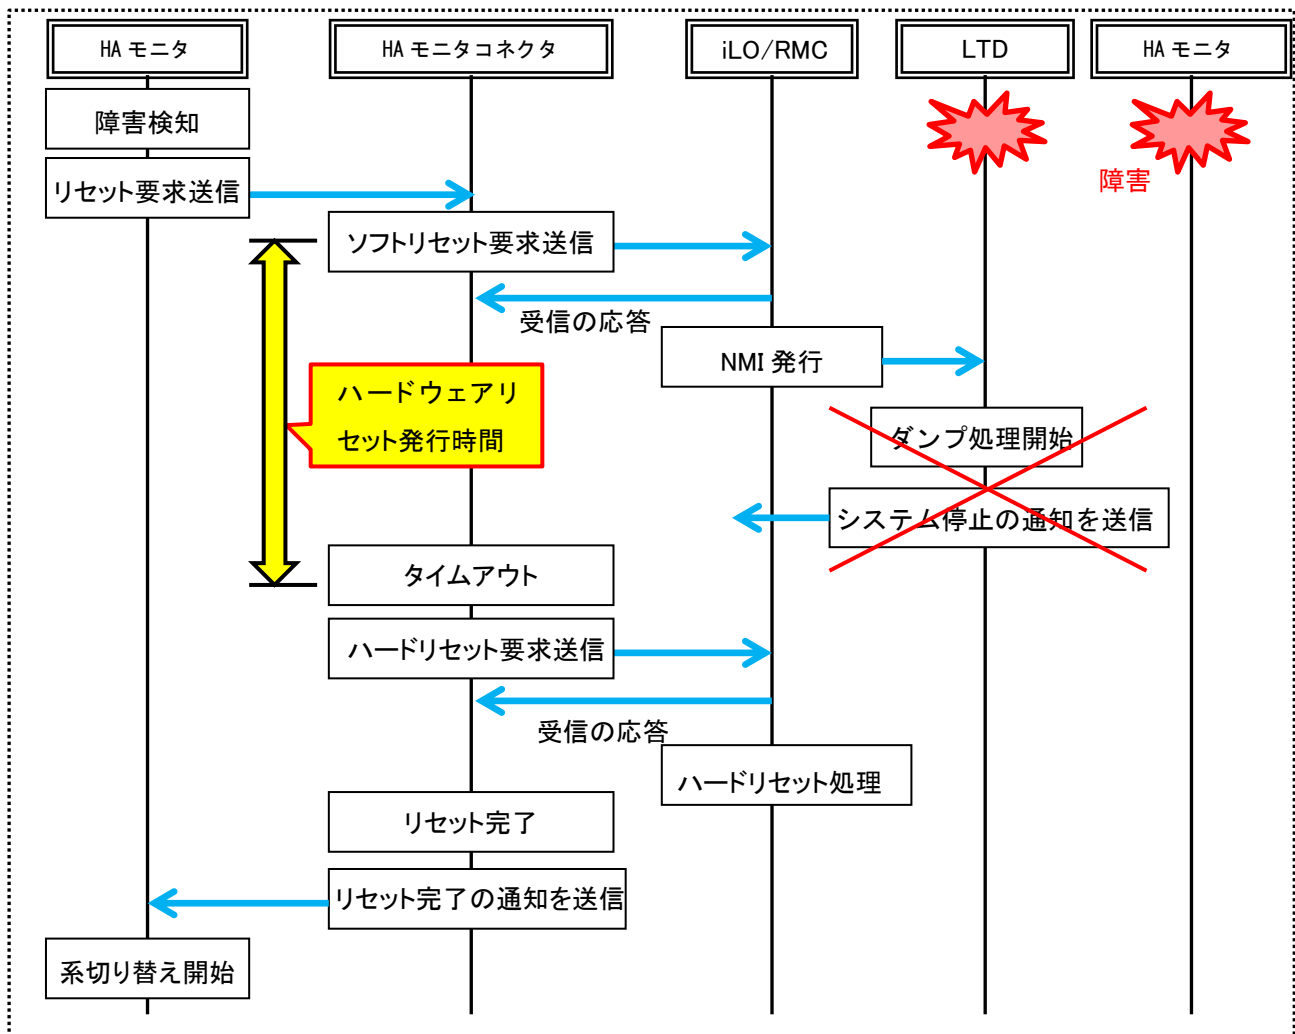 HA モニタ
HA モニタコネクタ
iLO/RMC
LTD
HA モニタ
障害検知
リセット要求送信
障害
ソフトリセット要求送信
受信の応答
NMI 発行
ハードウェアリ
セット発行時間
ダンプ処理開始
システム停止の通知を送信
タイムアウト
ハードリセット要求送信
受信の応答
ハードリセット処理
リセット完了
リセット完了の通知を送信
系切り替え開始